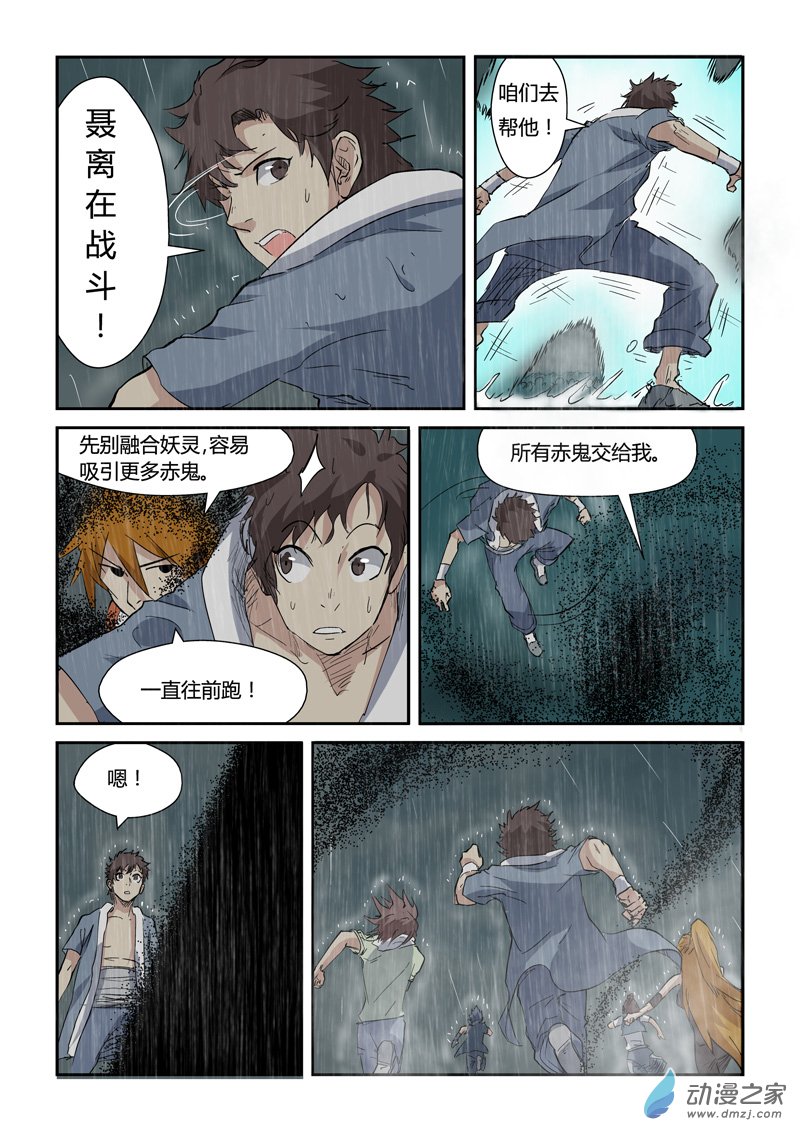 聂离在战斗！
咱们去
帮他！
先别融合妖灵，容易
吸引更多赤鬼。
一直往前跑！
所有赤鬼交给我。
嗯！
动漫之家
www.dmzj.com